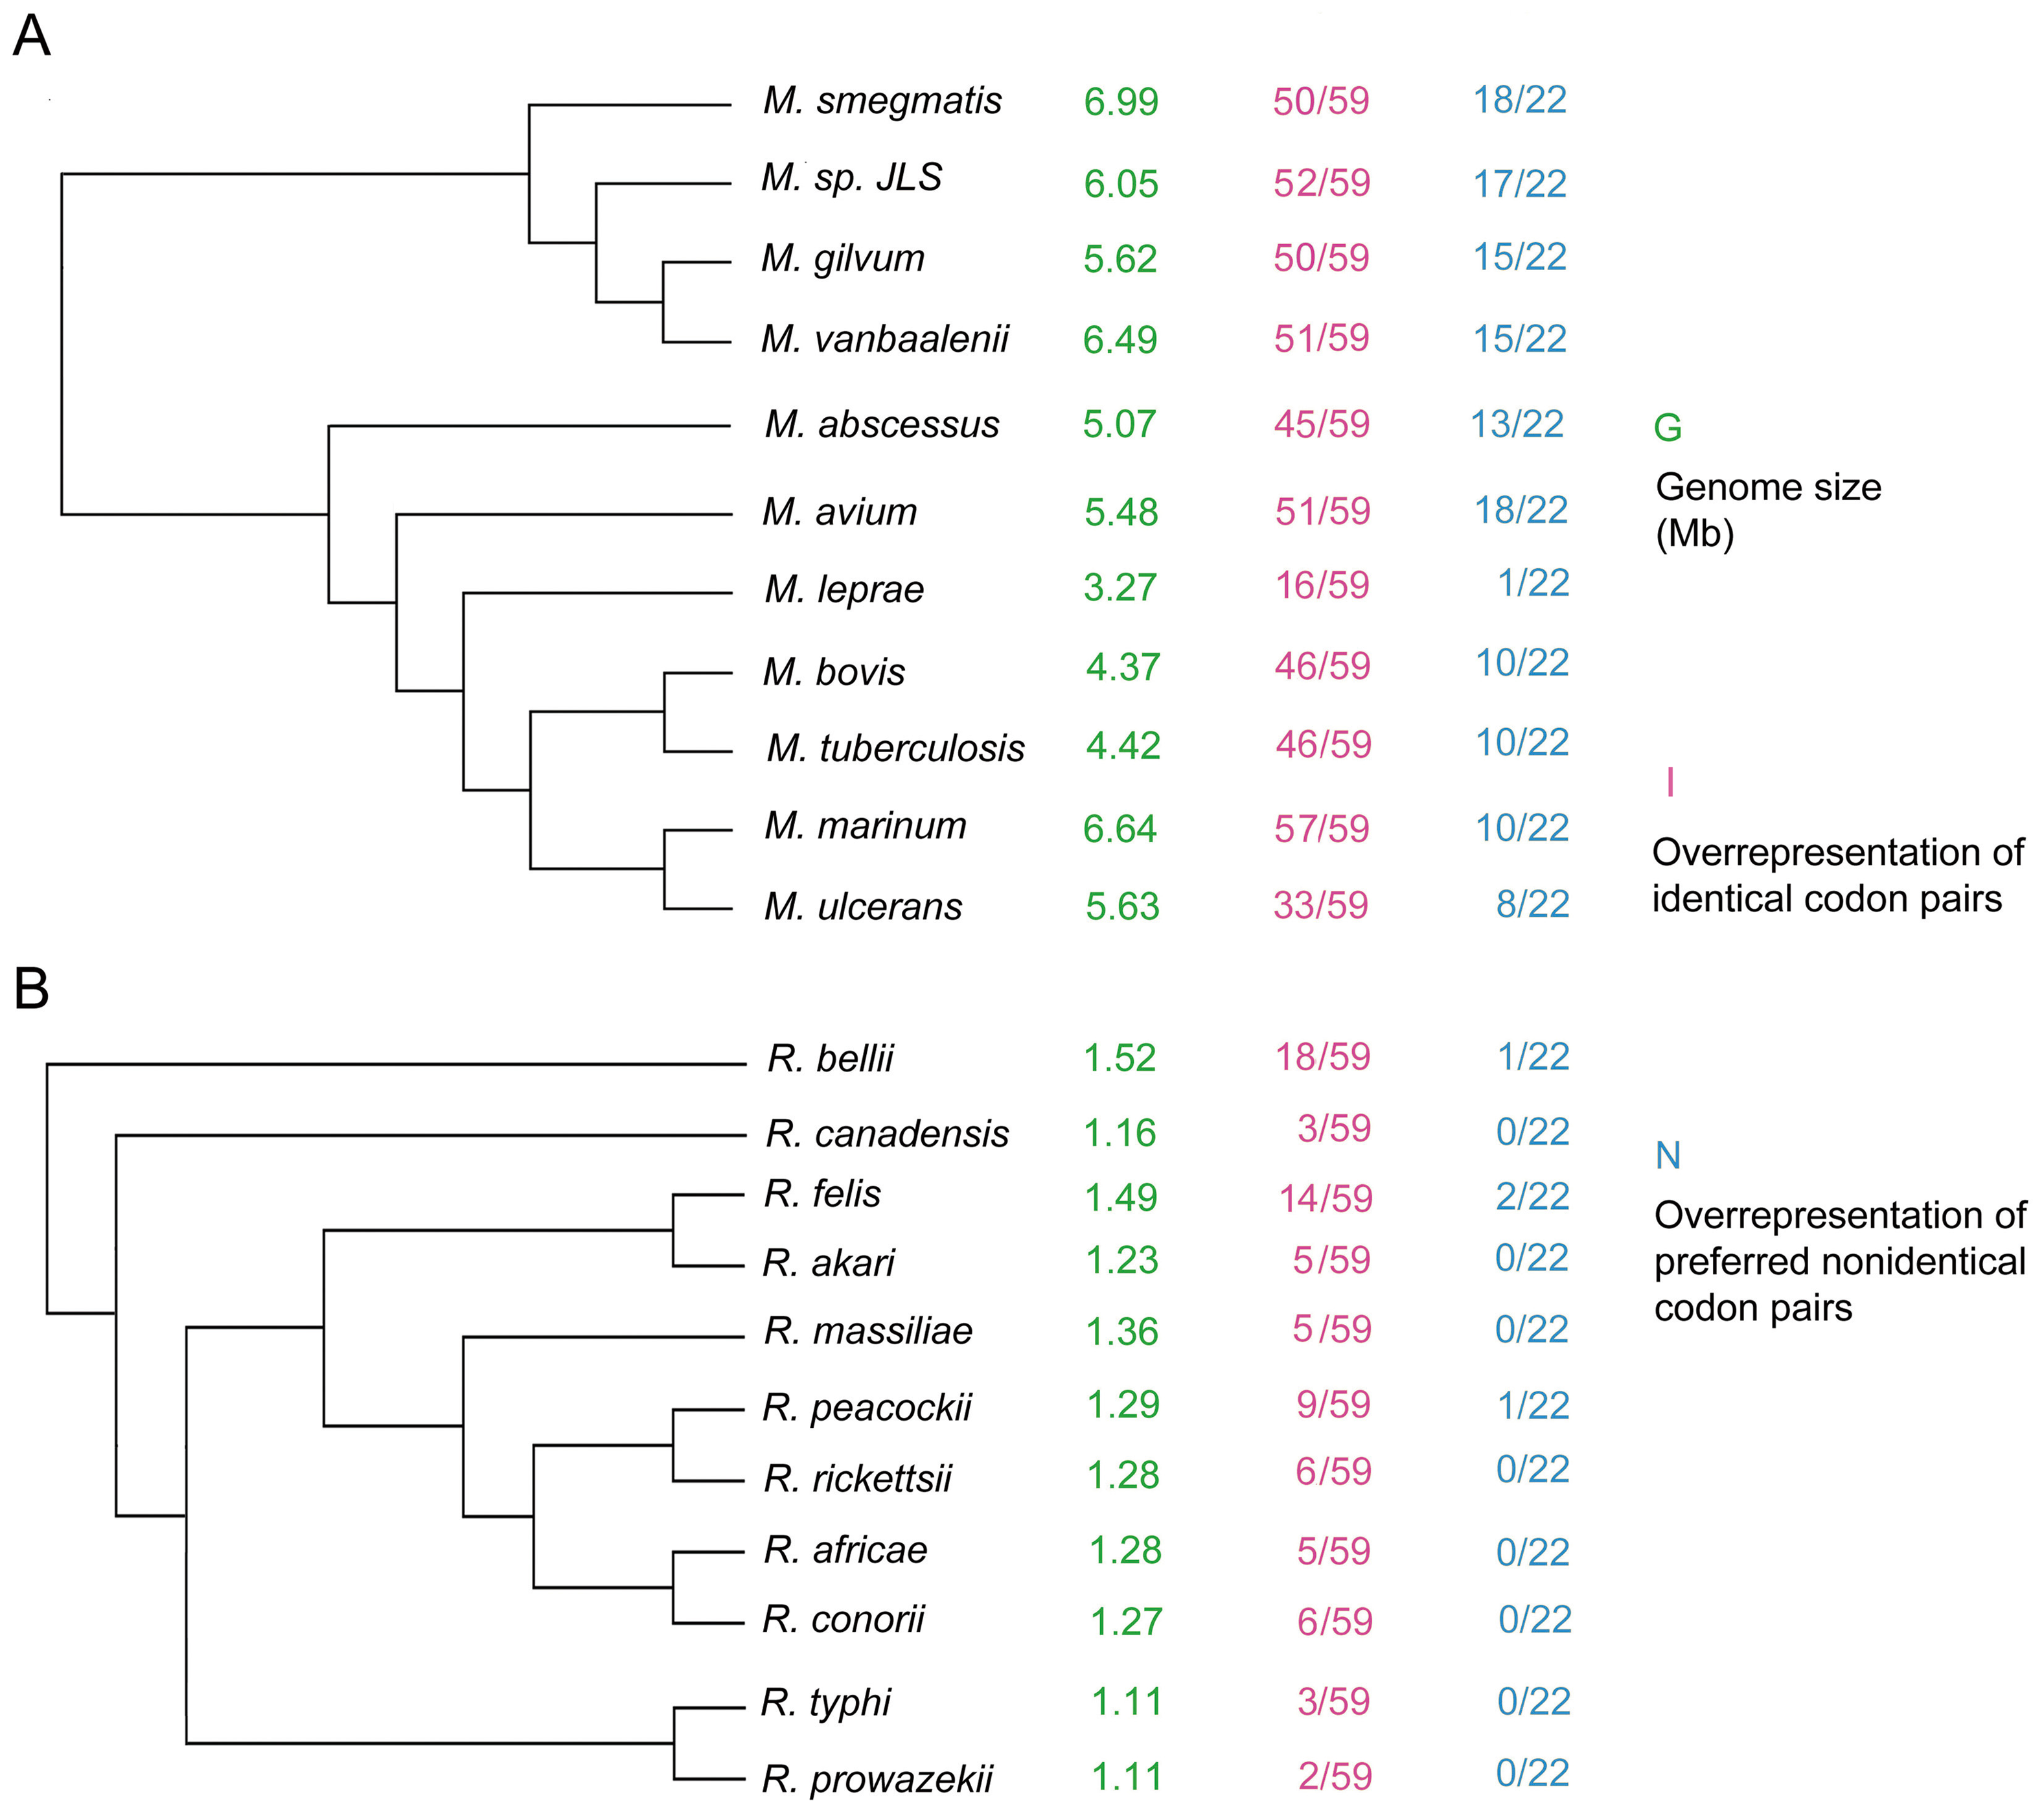 A
M. smegmatis 6.99 50/59 18/22
M. sp. JLS 6.05 52/59 17/22
M. gilvum 5.62 50/59 15/22
M. vanbaalenii 6.49 51/59 15/22
M. abscessus 5.07 45/59 13/22
M. avium 5.48 51/59 18/22
M. leprae 3.27 16/59 1/22
M. bovis 4.37 46/59 10/22
M. tuberculosis 4.42 46/59 10/22
M. marinum 6.64 57/59 10/22
M. ulcerans 5.63 33/59 8/22
G
Genome size
(Mb)
I
Overrepresentation of
identical codon pairs
B
R. bellii 1.52 18/59 1/22
R. canadensis 1.16 3/59 0/22
R. felis 1.49 14/59 2/22
R. akari 1.23 5/59 0/22
R. massiliae 1.36 5/59 0/22
R. peacockii 1.29 9/59 1/22
R. rickettsii 1.28 6/59 0/22
R. africae 1.28 5/59 0/22
R. conorii 1.27 6/59 0/22
R. typhi 1.11 3/59 0/22
R. prowazekii 1.11 2/59 0/22
N
Overrepresentation of
preferred nonidentical
codon pairs